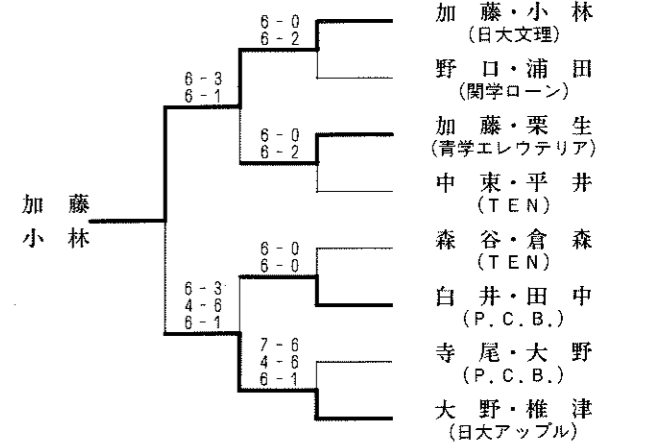 加藤・小林
(日大文理)
野口・浦田
(関学ローン)
加藤・栗生
(青学エレウテリア)
中東・平井
(TEN)
森谷・倉森
(TEN)
白井・田中
(P.C.B.)
寺尾・大野
(P.C.B.)
大野・椎津
(日大アップル)
6-0
6-2
6-0
6-2
6-0
6-0
7-6
4-6
6-1
6-3
6-1
6-3
4-6
6-1
加藤
小林